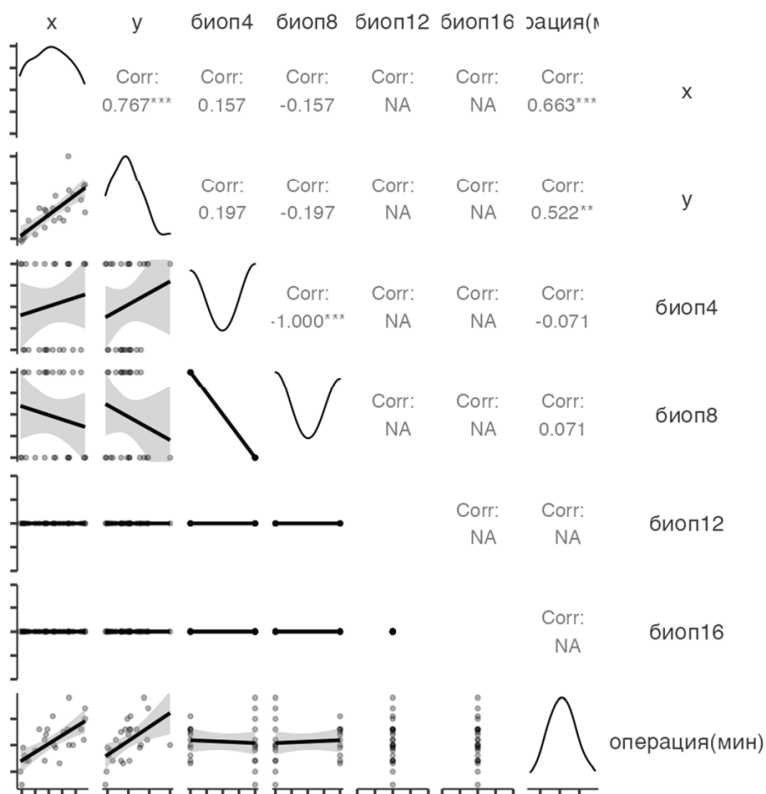 x y биоп4 биоп8 биоп12 биоп16 рация(м
Corr: Corr: Corr: Corr: Corr: Corr:
0.767*** 0.157 -0.157 NA NA 0.663***
x
Corr: Corr: Corr: Corr: Corr:
0.197 -0.197 NA NA 0.522**
y
Corr: Corr: Corr: Corr:
-1.000*** NA NA -0.071
биоп4
Corr: Corr: Corr:
NA NA 0.071
биоп8
Corr: Corr:
NA NA
биоп12
Corr:
NA
биоп16
операция(мин)